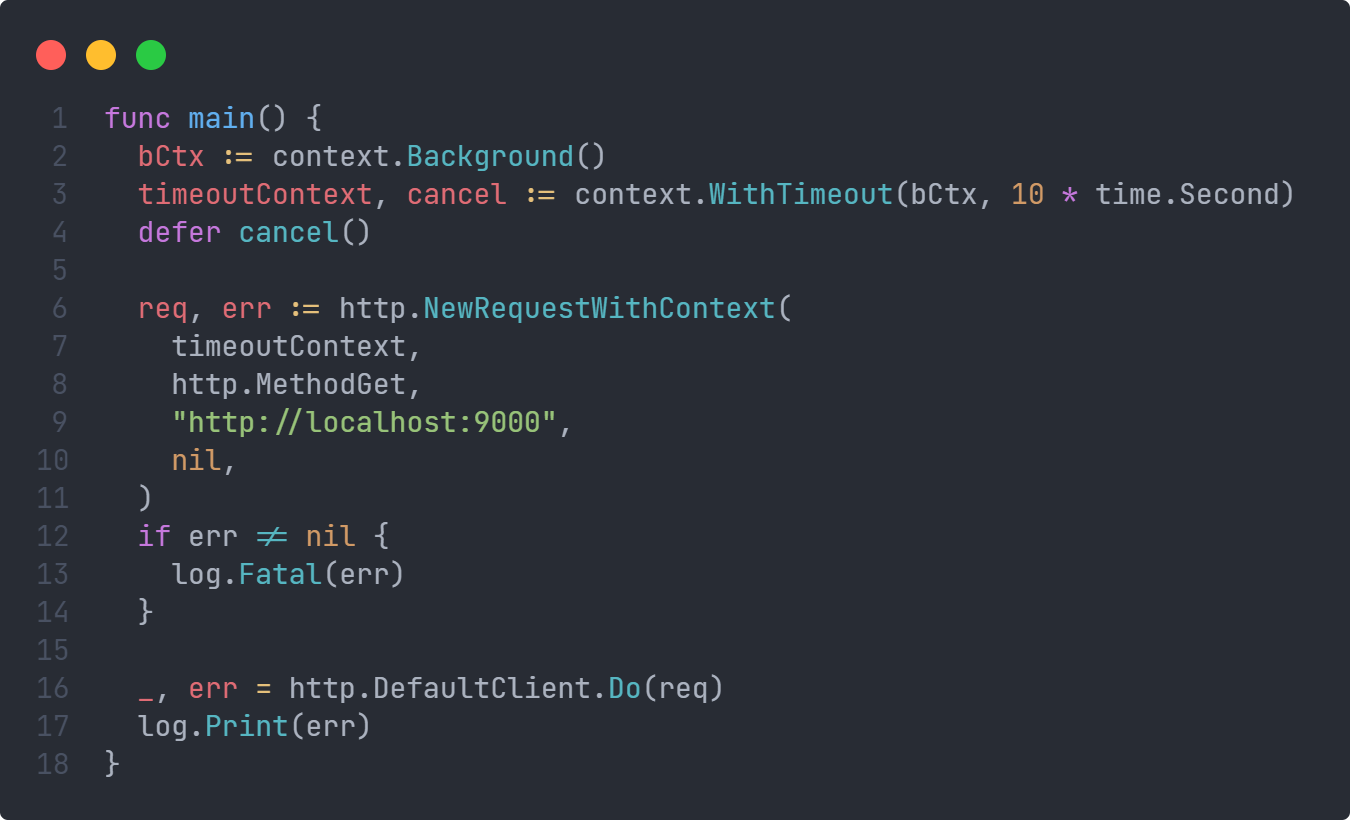 1 func main() {
2   bCtx := context.Background()
3   timeoutContext, cancel := context.WithTimeout(bCtx, 10 * time.Second)
4   defer cancel()
5
6   req, err := http.NewRequestWithContext(
7     timeoutContext,
8     http.MethodGet,
9     "http://localhost:9000",
10     nil,
11   )
12   if err != nil {
13     log.Fatal(err)
14   }
15
16   _, err = http.DefaultClient.Do(req)
17   log.Print(err)
18 }